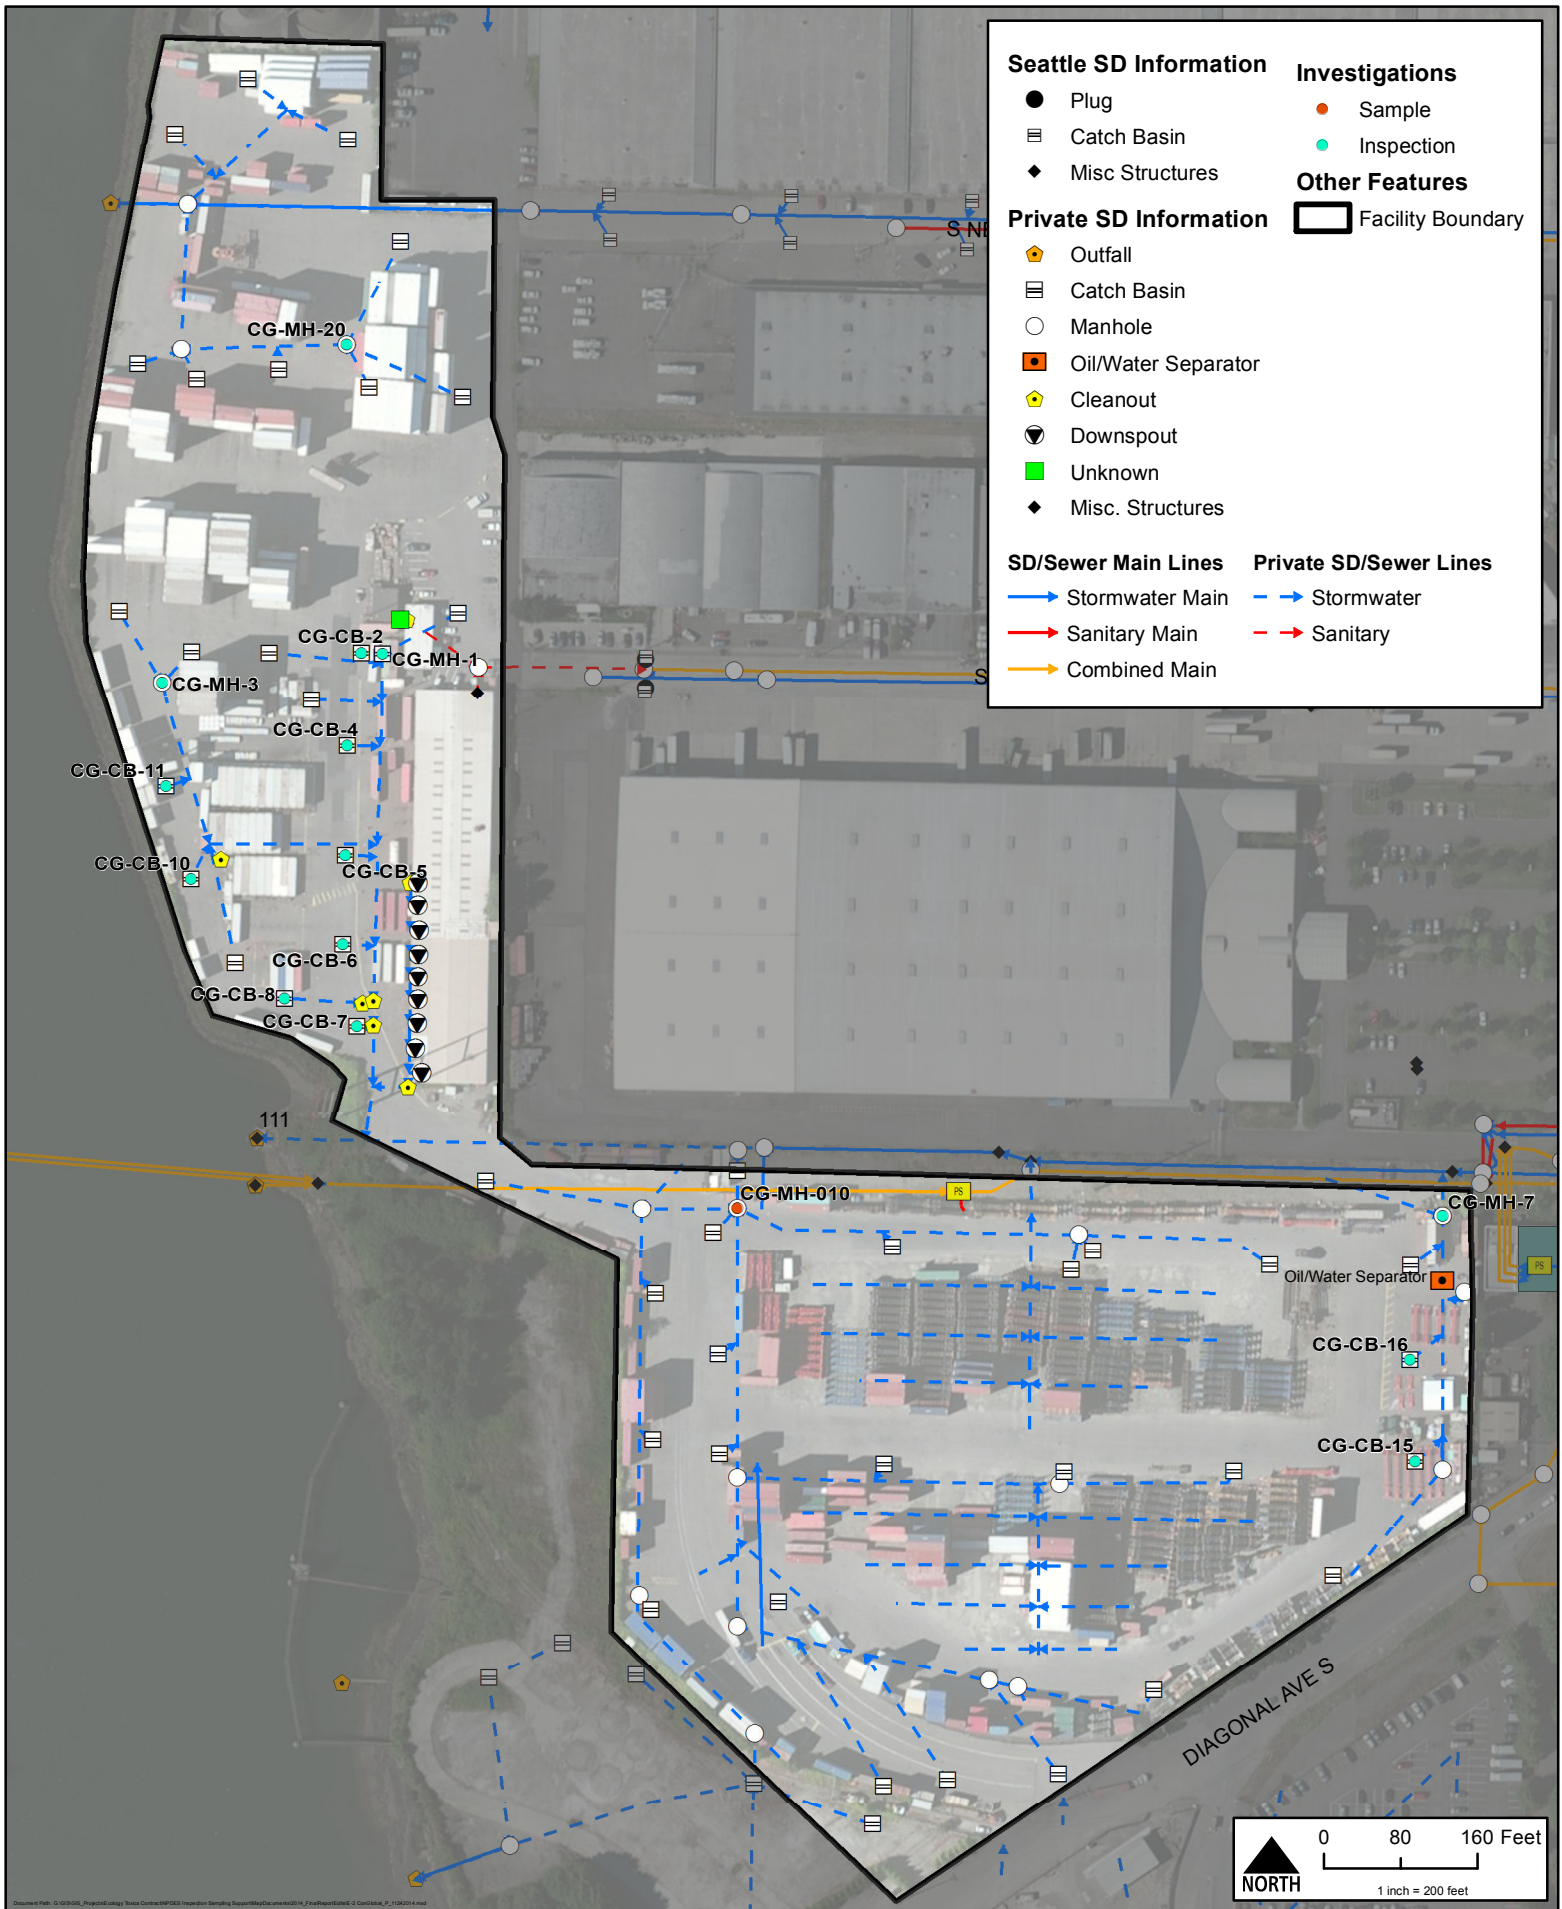 Seattle SD Information
Plug
Catch Basin
Misc Structures
Private SD Information
Outfall
Catch Basin
Manhole
Oil/Water Separator
Cleanout
Downspout
Unknown
Misc. Structures
Investigations
Sample
Inspection
Other Features
Facility Boundary
SD/Sewer Main Lines
Stormwater Main
Sanitary Main
Combined Main
Private SD/Sewer Lines
Stormwater
Sanitary
S NE
CG-MH-20
CG-CB-2
CG-MH-1
S
CG-MH-3
CG-CB-4
CG-CB-11
CG-CB-10
CG-CB-5
CG-CB-6
CG-CB-8
CG-CB-7
111
PS
CG-MH-010
CG-MH-7
PS
Oil/Water Separator
CG-CB-16
CG-CB-15
DIAGONAL AVE S
NORTH
0 80 160 Feet
1 inch = 200 feet